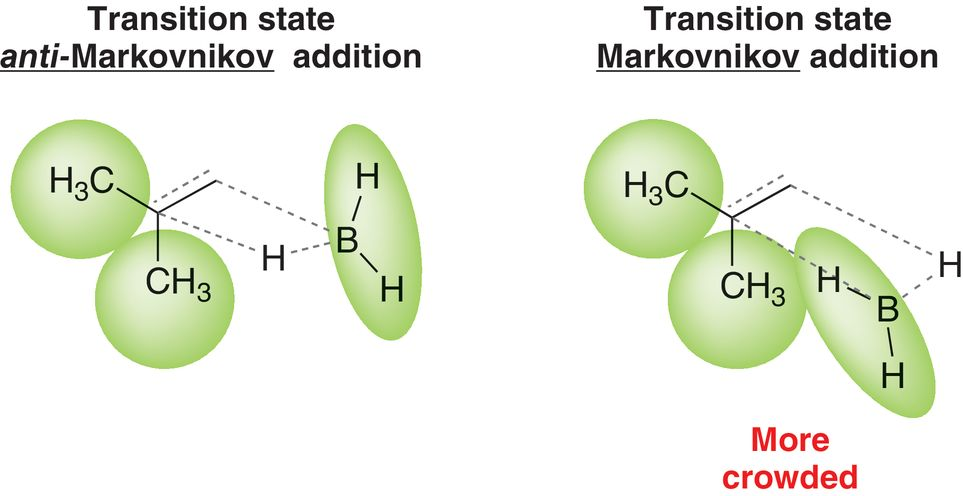 Transition state
anti-Markovnikov addition
H3C
CH3
H
B
H
H
Transition state
Markovnikov addition
H3C
CH3
H
B
H
H
More
crowded